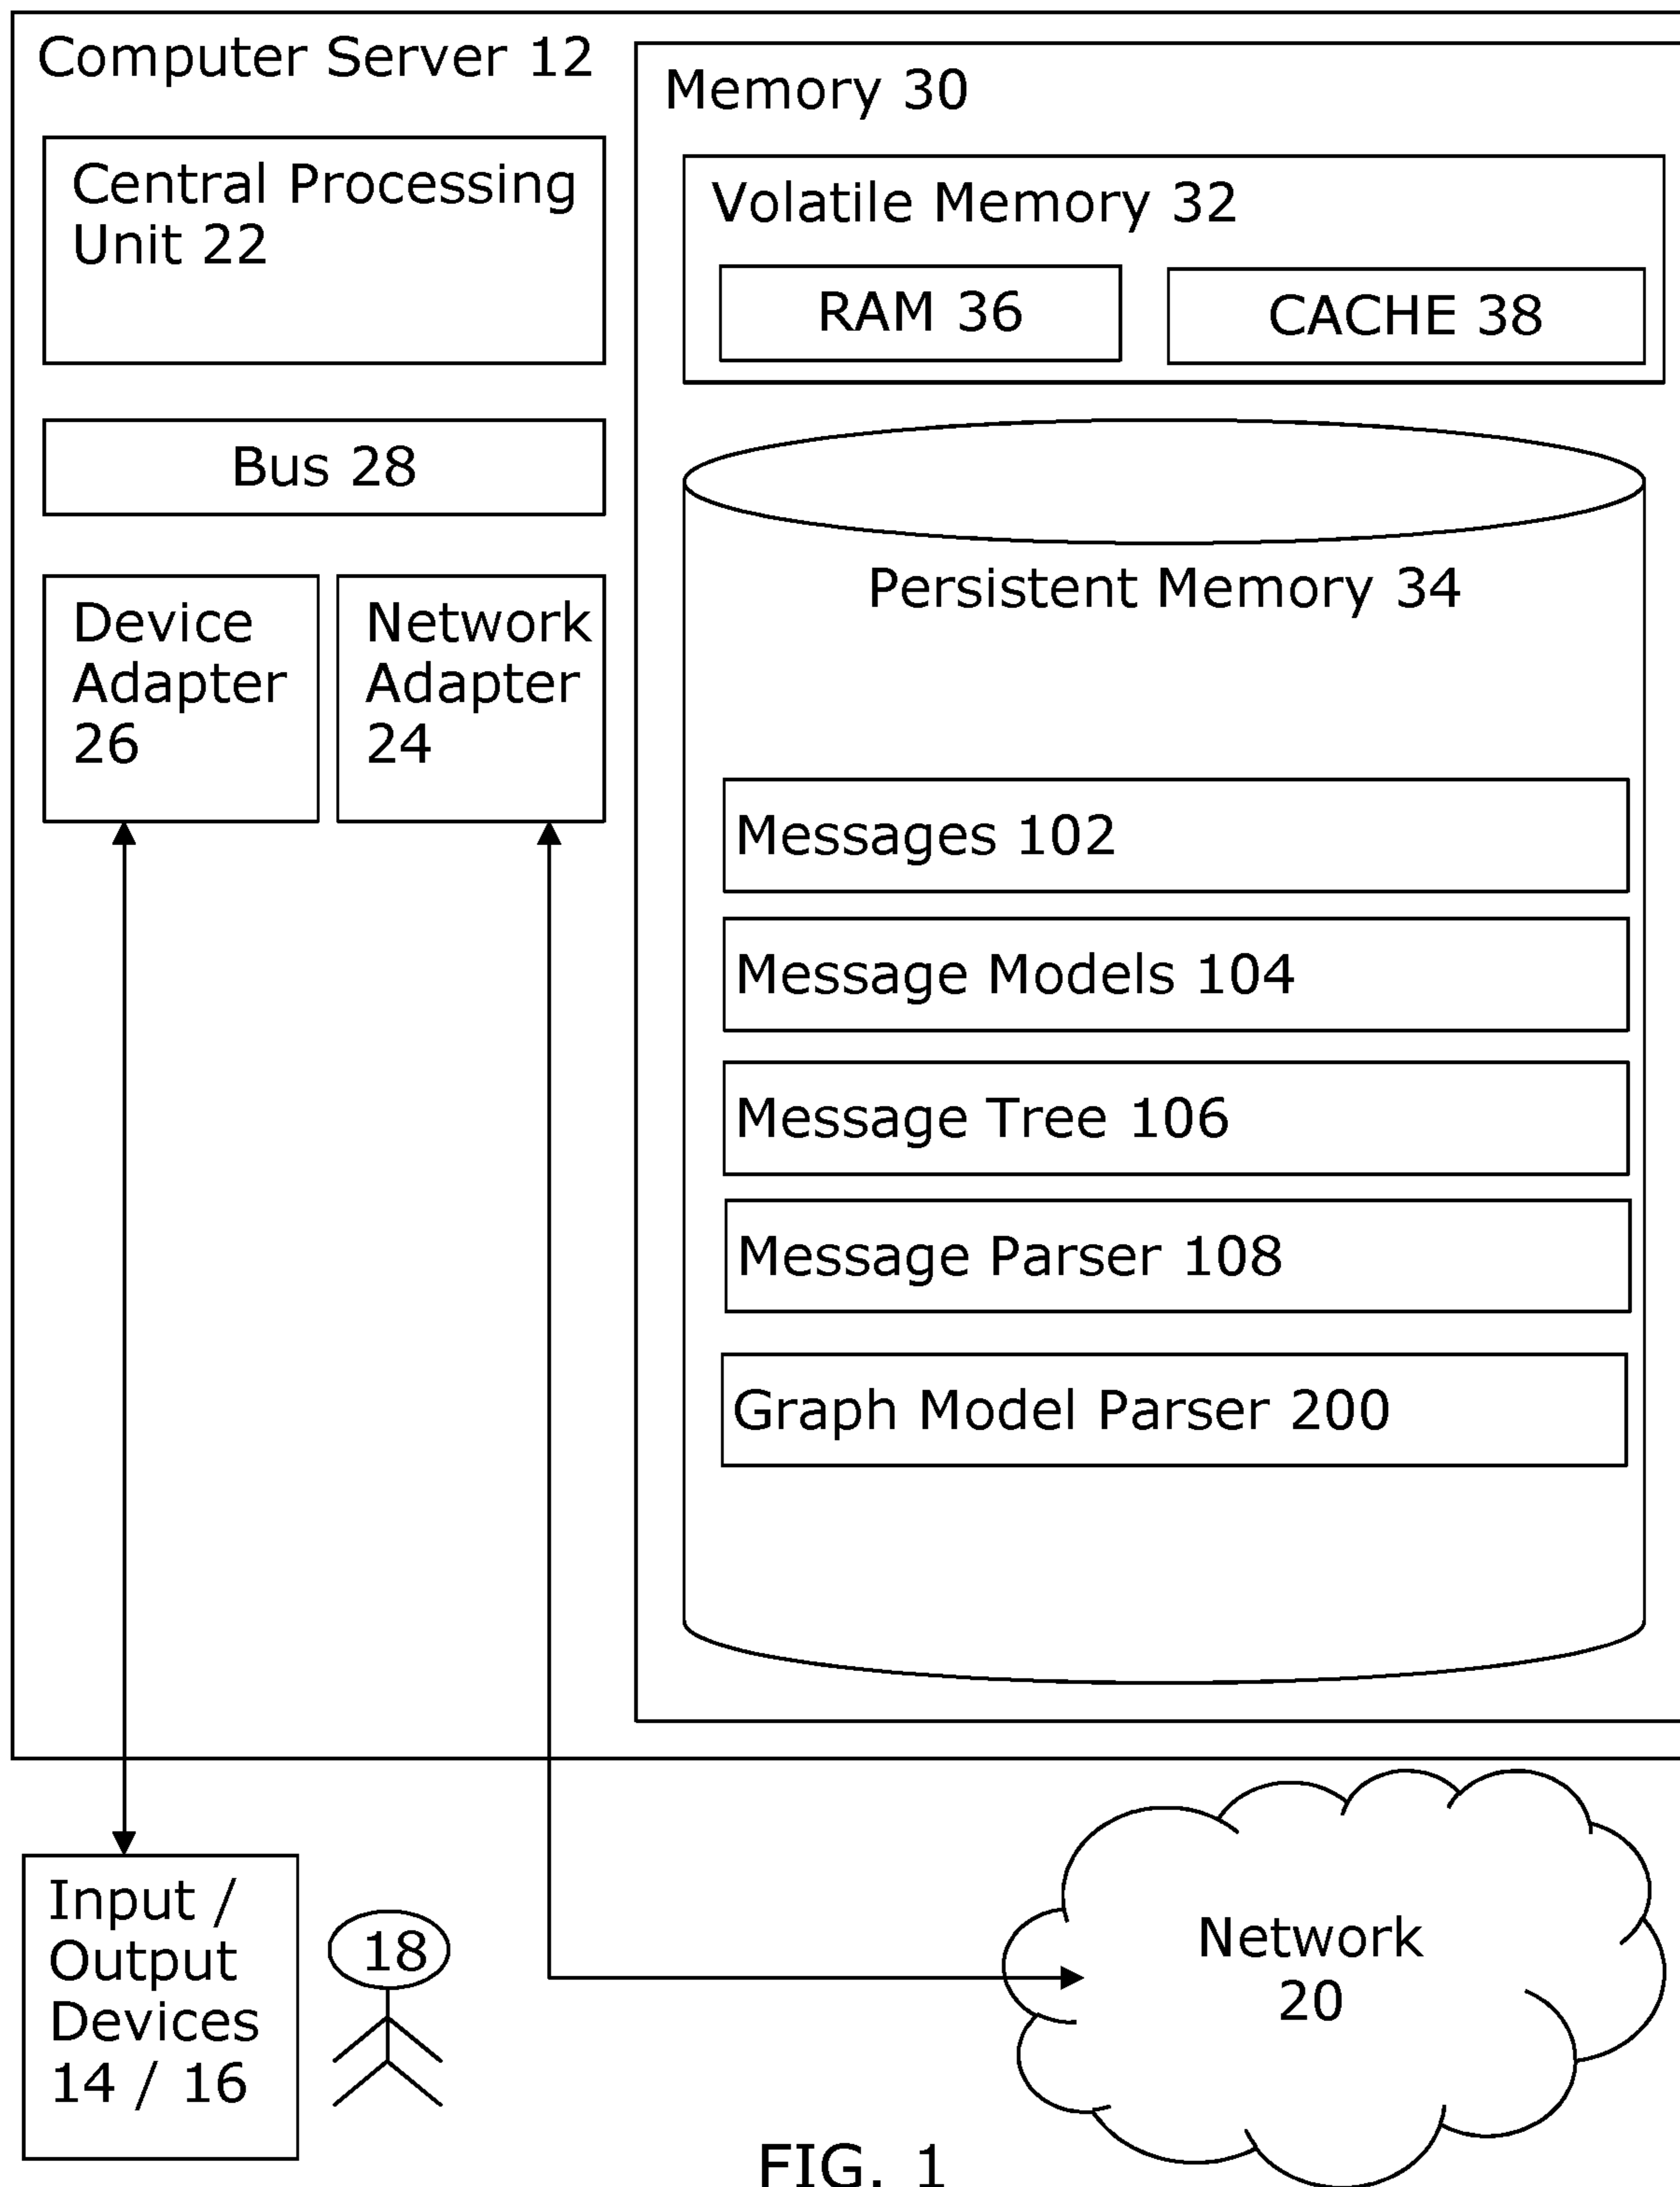 Computer Server 12
Central Processing
Unit 22
Bus 28
Device
Adapter
26
Network
Adapter
24
Memory 30
Volatile Memory 32
RAM 36
CACHE 38
Persistent Memory 34
Messages 102
Message Models 104
Message Tree 106
Message Parser 108
Graph Model Parser 200
Input /
Output
Devices
14 / 16
18
Network
20
FIG. 1